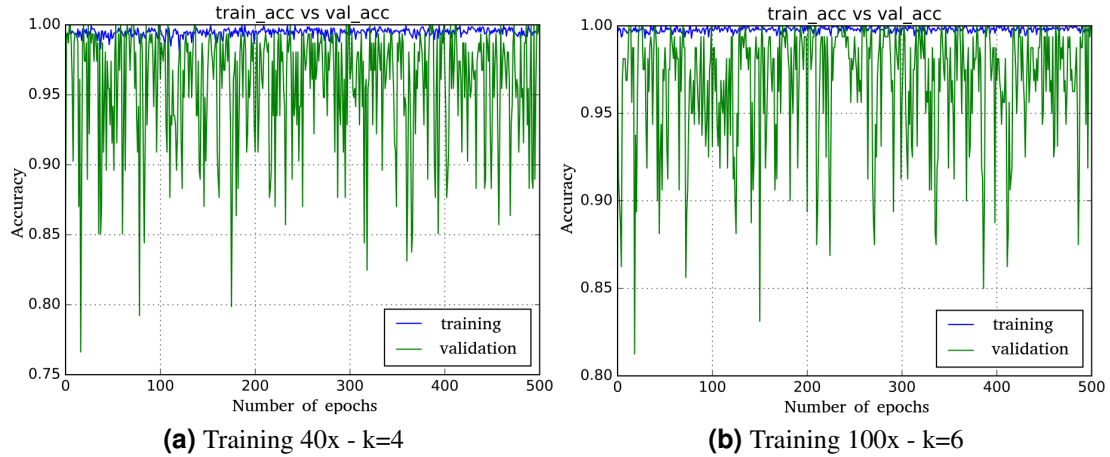 train_acc vs val_acc
1.00
0.95
0.90
0.85
0.80
0.75
Accuracy
0 100 200 300 400 500
Number of epochs
training
validation
(a) Training 40x - k=4
train_acc vs val_acc
1.00
0.95
0.90
0.85
0.80
Accuracy
0 100 200 300 400 500
Number of epochs
training
validation
(b) Training 100x - k=6